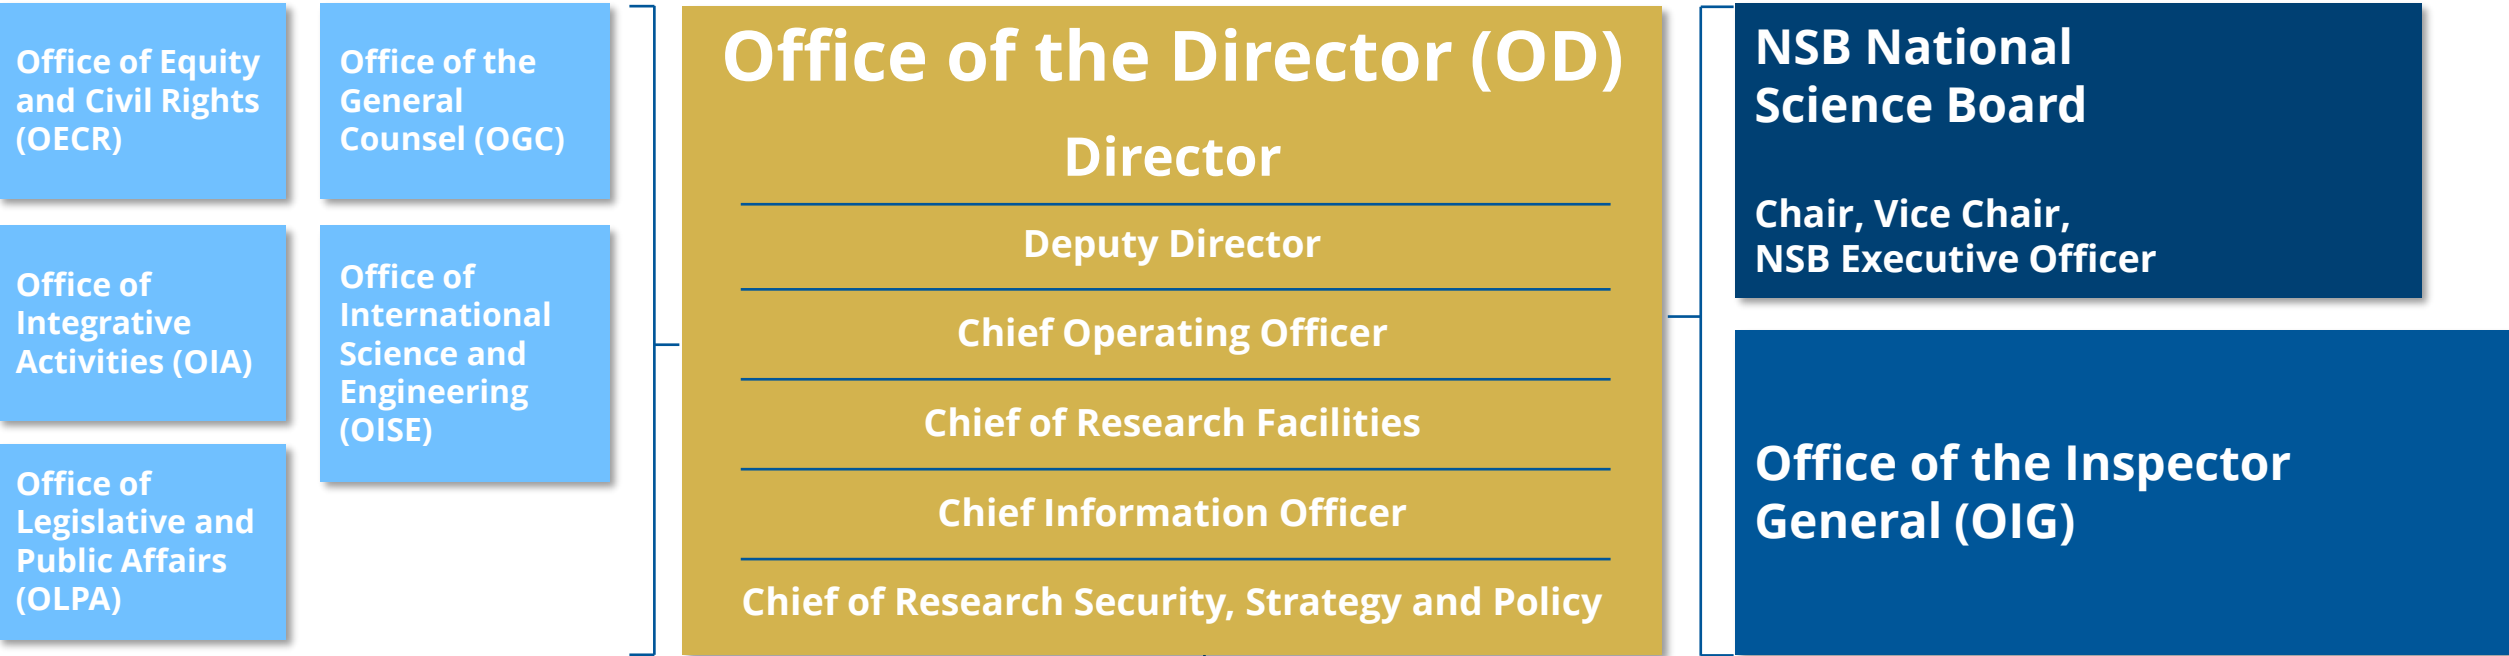 Office of Equity
and Civil Rights
(OECR)
Office of the
General
Counsel (OGC)
Office of
Integrative
Activities (OIA)
Office of
International
Science and
Engineering
(OISE)
Office of
Legislative and
Public Affairs
(OLPA)
Office of the Director (OD)
Director
Deputy Director
Chief Operating Officer
Chief of Research Facilities
Chief Information Officer
Chief of Research Security, Strategy and Policy
NSB National
Science Board
Chair, Vice Chair,
NSB Executive Officer
Office of the Inspector
General (OIG)